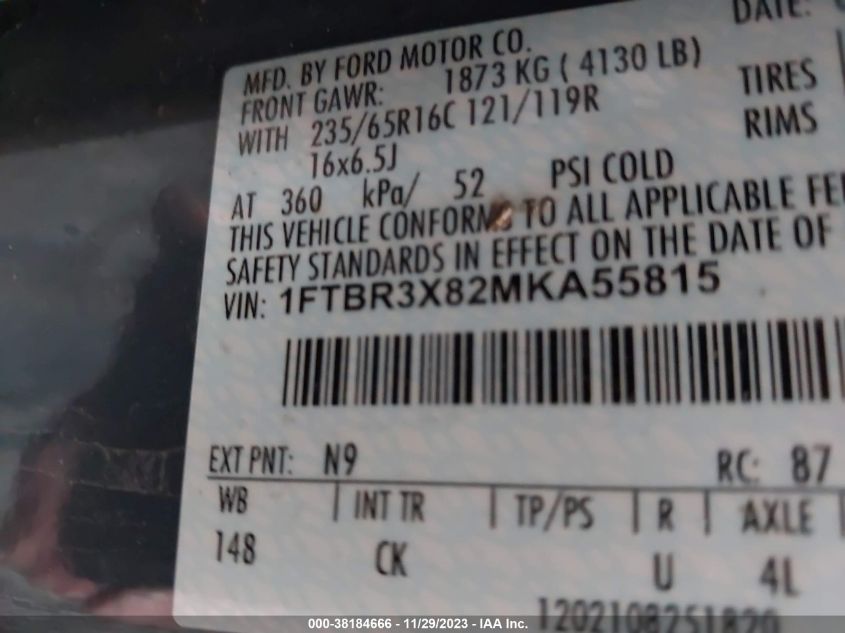 DATE:
MFD. BY FORD MOTOR CO.
FRONT GAWR: 1873 KG ( 4130 LB)
WITH 235/65R16C 121/119R TIRES
16x6.5J RIMS
AT 360 kPa/ 52 PSI COLD
THIS VEHICLE CONFORMS TO ALL APPLICABLE FE
SAFETY STANDARDS IN EFFECT ON THE DATE OF
VIN: 1FTBR3X82MKA55815
EXT PNT: N9 RC: 87
WB | INT TR | TP/PS | R | AXLE
148 CK U 4L
000-38184666 - 11/29/2023 - IAA Inc.